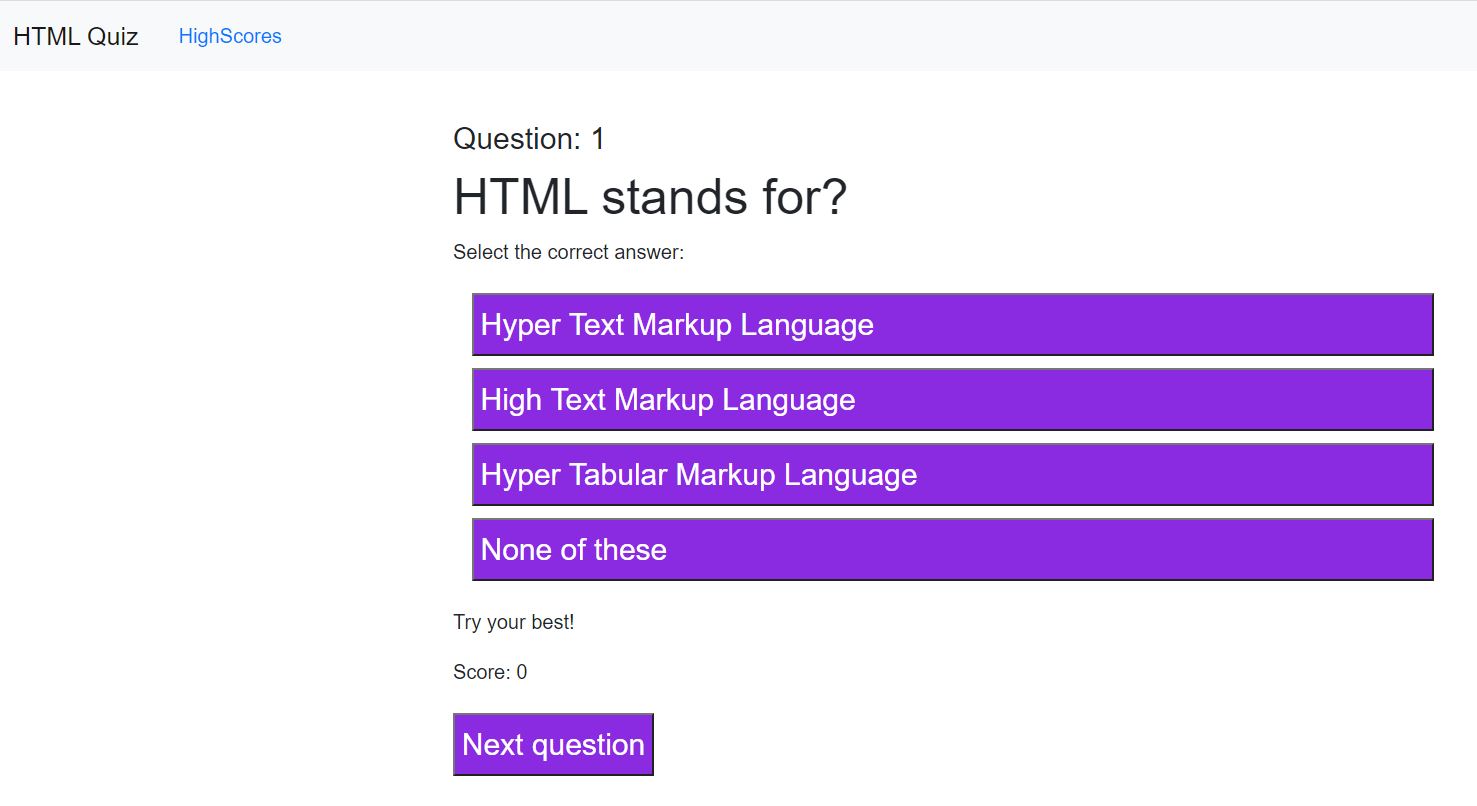 HTML Quiz HighScores
Question: 1
HTML stands for?
Select the correct answer:
Hyper Text Markup Language
High Text Markup Language
Hyper Tabular Markup Language
None of these
Try your best!
Score: 0
Next question